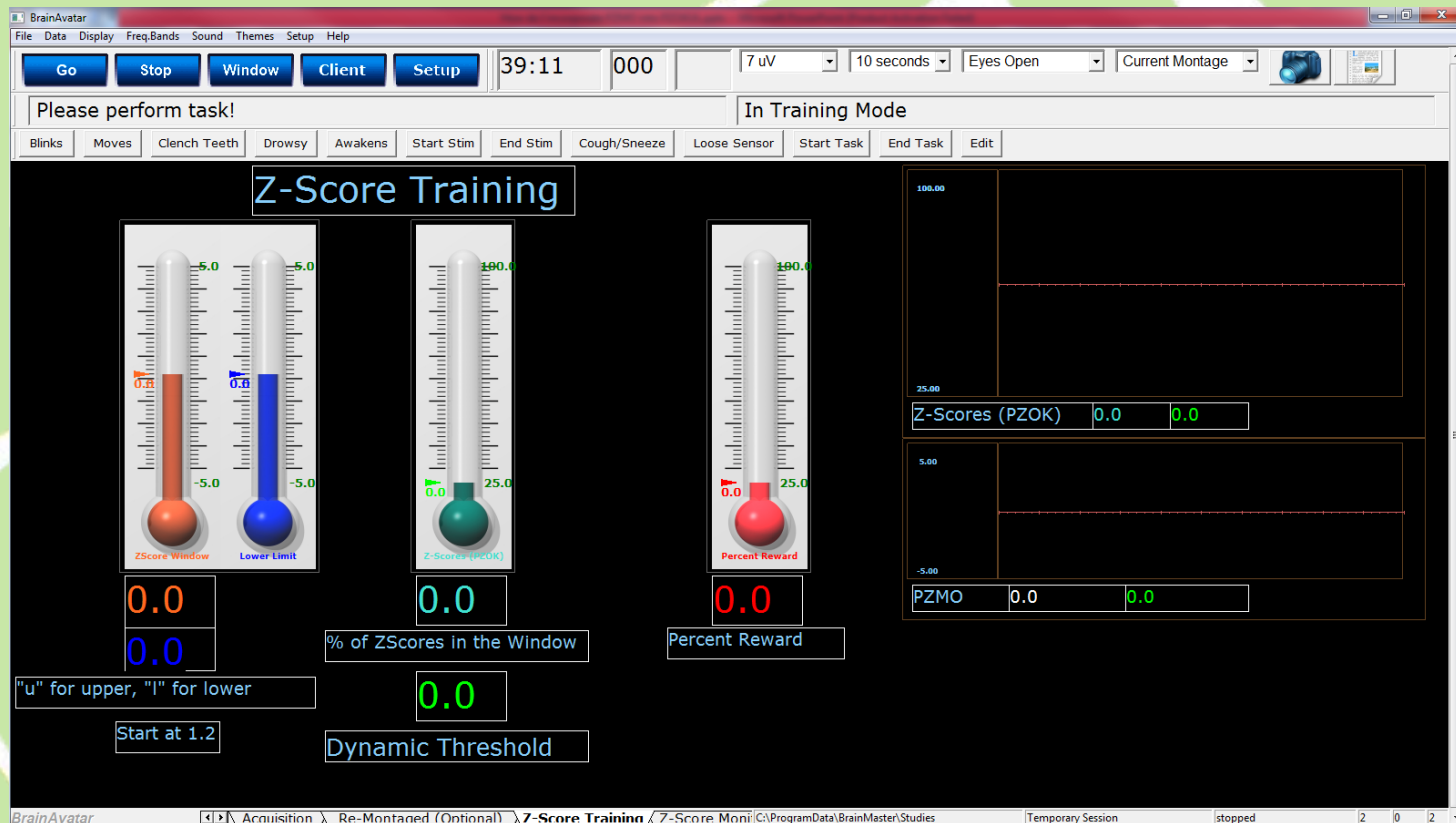 BrainAvatar
File Data Display Freq.Bands Sound Themes Setup Help
Go Stop Window Client Setup 39:11 000 7 uV 10 seconds Eyes Open Current Montage
Please perform task! In Training Mode
Blinks Moves Clench Teeth Drowsy Awakens Start Stim End Stim Cough/Sneeze Loose Sensor Start Task End Task Edit
Z-Score Training
5.0 5.0 100.0 100.0
0.0 0.0
-5.0 -5.0 0.0 25.0 0.0 25.0
ZScore Window Lower Limit Z-Scores (PZOK) Percent Reward
0.0 0.0 0.0
0.0 % of ZScores in the Window Percent Reward
"u" for upper, "l" for lower 0.0
Start at 1.2 Dynamic Threshold
100.00
25.00
Z-Scores (PZOK) 0.0 0.0
5.00
-5.00
PZMO 0.0 0.0
BrainAvatar Acquisition Re-Montaged (Optional) Z-Score Training Z-Score Moni C:\ProgramData\BrainMaster\Studies Temporary Session stopped 2 0 2